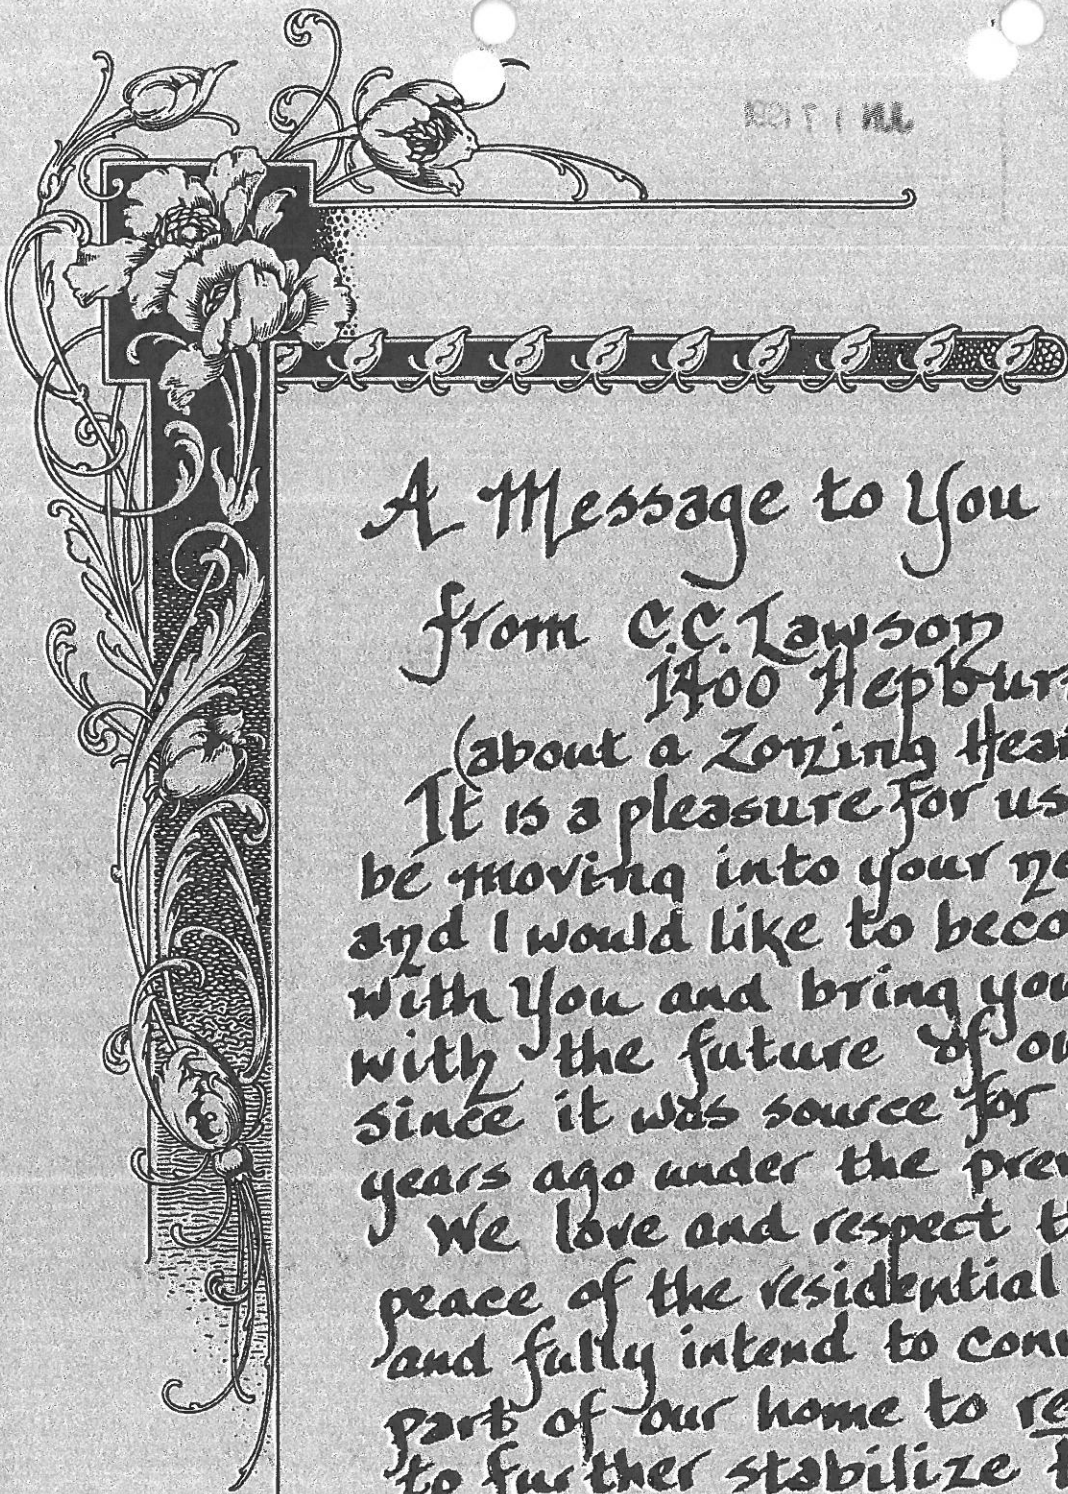 A Message to You
from C.C. Lawson
1400 Hepburn
(about a Zoning Hear
It is a pleasure for us
be moving into your ne
and I would like to beco
with You and bring you
with the future of ou
since it was source for
years ago under the prev
We love and respect t
peace of the residential
and fully intend to conv
part of our home to re
to further stabilize t